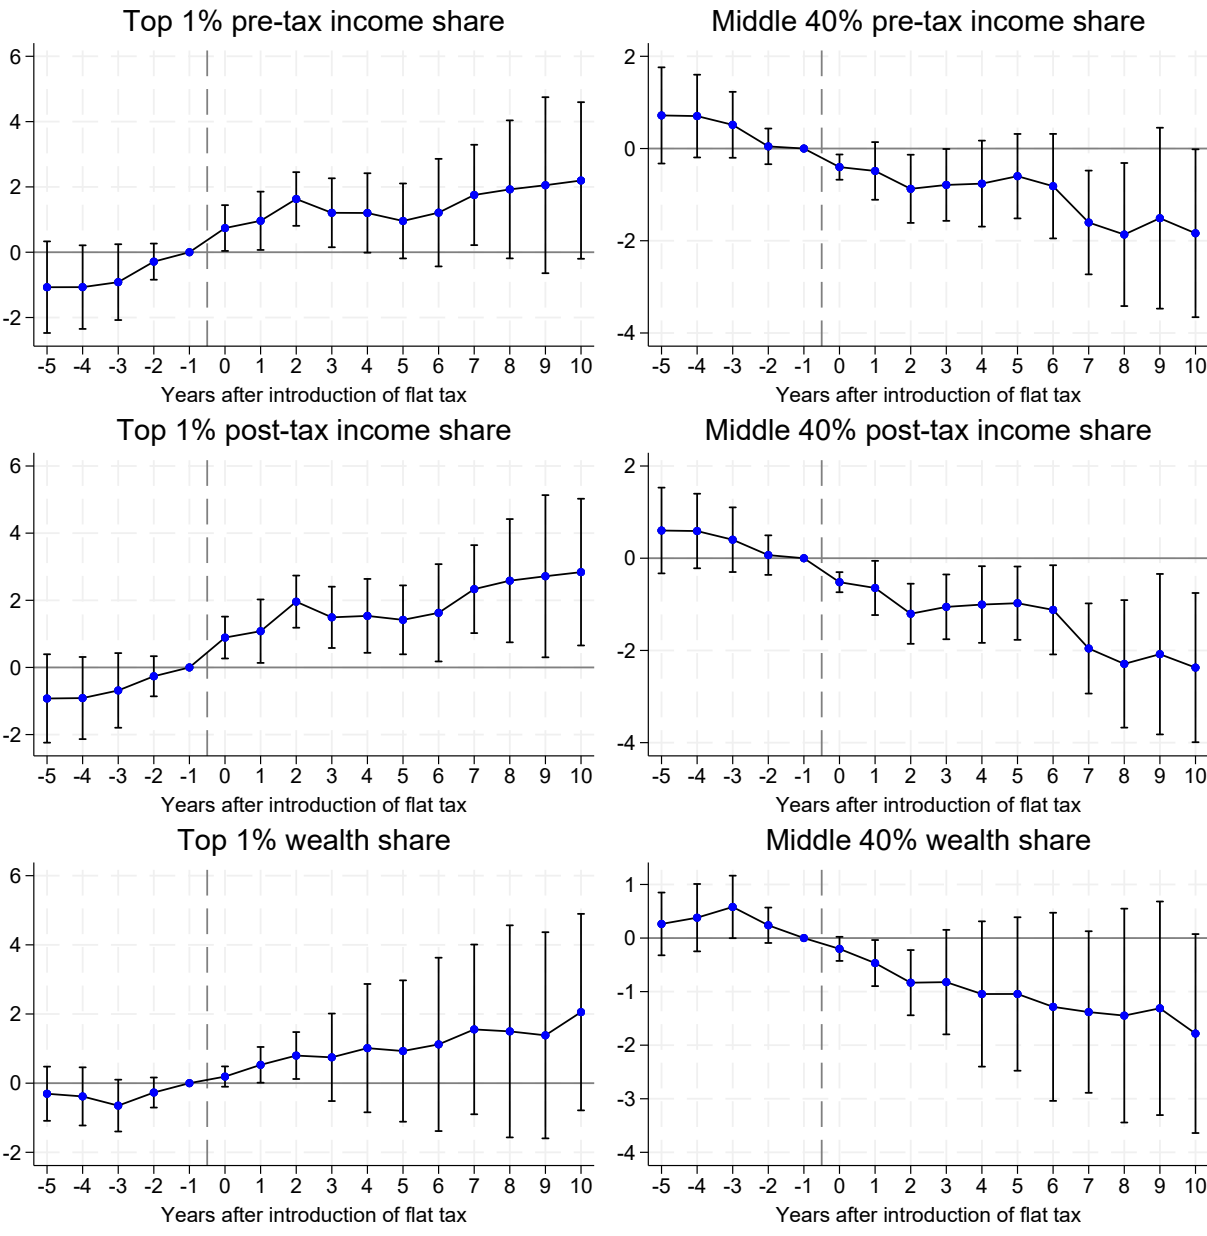 Top 1% pre-tax income share
6
4
2
0
-2
-5 -4 -3 -2 -1 0 1 2 3 4 5 6 7 8 9 10
Years after introduction of flat tax
Middle 40% pre-tax income share
2
0
-2
-4
-5 -4 -3 -2 -1 0 1 2 3 4 5 6 7 8 9 10
Years after introduction of flat tax
Top 1% post-tax income share
6
4
2
0
-2
-5 -4 -3 -2 -1 0 1 2 3 4 5 6 7 8 9 10
Years after introduction of flat tax
Middle 40% post-tax income share
2
0
-2
-4
-5 -4 -3 -2 -1 0 1 2 3 4 5 6 7 8 9 10
Years after introduction of flat tax
Top 1% wealth share
6
4
2
0
-2
-5 -4 -3 -2 -1 0 1 2 3 4 5 6 7 8 9 10
Years after introduction of flat tax
Middle 40% wealth share
1
0
-1
-2
-3
-4
-5 -4 -3 -2 -1 0 1 2 3 4 5 6 7 8 9 10
Years after introduction of flat tax